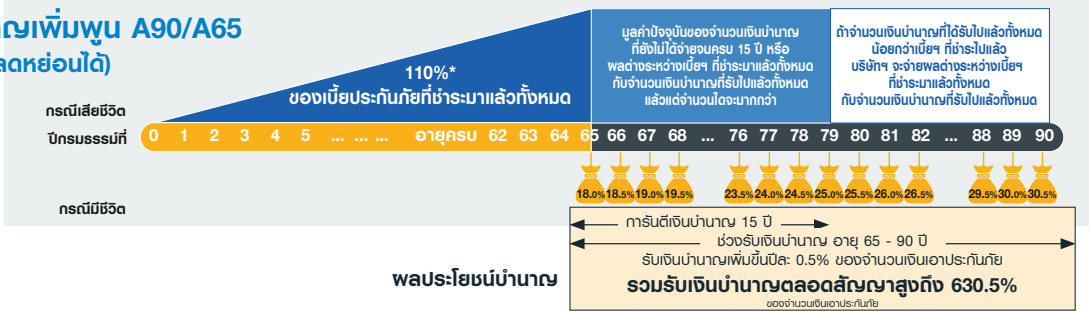 ญเพิ่มพูน A90/A65
ลดหย่อนได้)
110%*
ของเบี้ยประกันภัยที่ชำระมาแล้วทั้งหมด
มูลค่าปัจจุบันของจำนวนเงินบำนาญ
ที่ยังไม่ได้จ่ายจนครบ 15 ปี หรือ
ผลต่างระหว่างเบี้ยฯ ที่ชำระมาแล้วทั้งหมด
กับจำนวนเงินบำนาญที่รับไปแล้วทั้งหมด
แล้วแต่จำนวนใดจะมากกว่า
ถ้าจำนวนเงินบำนาญที่ได้รับไปแล้วทั้งหมด
น้อยกว่าเบี้ยฯ ที่ชำระไปแล้ว
บริษัทฯ จะจ่ายผลต่างระหว่างเบี้ยฯ
ที่ชำระมาแล้วทั้งหมด
กับจำนวนเงินบำนาญที่รับไปแล้วทั้งหมด
กรณีเสียชีวิต
ปีกรมธรรม์ที่ 0 1 2 3 4 5 ... ... ... อายุครบ 62 63 64 65 66 67 68 ... 76 77 78 79 80 81 82 ... 88 89 90
18.0% 18.5% 19.0% 19.5% 23.5% 24.0% 24.5% 25.0% 25.5% 26.0% 26.5% 29.5% 30.0% 30.5%
กรณีมีชีวิต
การันตีเงินบำนาญ 15 ปี
ช่วงรับเงินบำนาญ อายุ 65 - 90 ปี
รับเงินบำนาญเพิ่มขึ้นปีละ 0.5% ของจำนวนเงินเอาประกันภัย
ผลประโยชน์บำนาญ
รวมรับเงินบำนาญตลอดสัญญาสูงถึง 630.5%
ของจำนวนเงินเอาประกันภัย